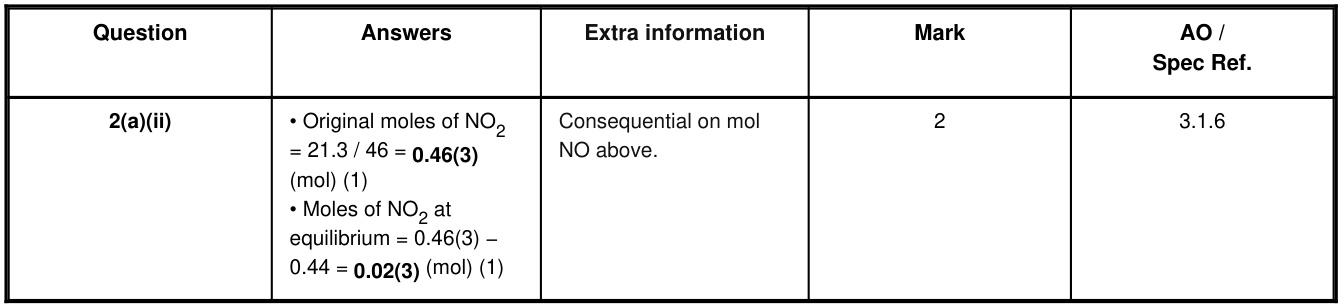 Question Answers Extra information Mark AO /
Spec Ref.
2(a)(ii)
• Original moles of NO2
= 21.3 / 46 = 0.46(3)
(mol) (1)
• Moles of NO2 at
equilibrium = 0.46(3) –
0.44 = 0.02(3) (mol) (1)
Consequential on mol
NO above.
2
3.1.6